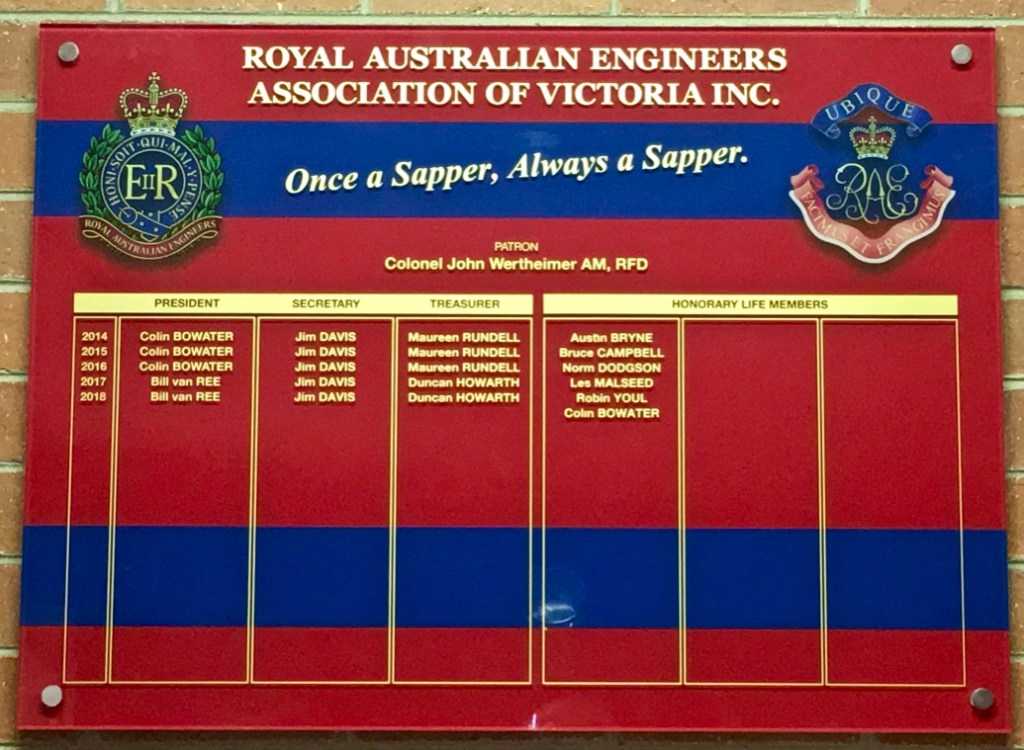 ROYAL AUSTRALIAN ENGINEERS
ASSOCIATION OF VICTORIA INC.
Once a Sapper, Always a Sapper.
HONI·SOIT·QUI·MAL·Y·PENSE
EIIR
ROYAL AUSTRALIAN ENGINEERS
UBIQUE
RAE
FACIMUS ET FRANGIMUS
PATRON
Colonel John Wertheimer AM, RFD
PRESIDENT SECRETARY TREASURER HONORARY LIFE MEMBERS
2014 Colin BOWATER Jim DAVIS Maureen RUNDELL Austin BRYNE
2015 Colin BOWATER Jim DAVIS Maureen RUNDELL Bruce CAMPBELL
2016 Colin BOWATER Jim DAVIS Maureen RUNDELL Norm DODGSON
2017 Bill van REE Jim DAVIS Duncan HOWARTH Les MALSEED
2018 Bill van REE Jim DAVIS Duncan HOWARTH Robin YOUL
Colin BOWATER